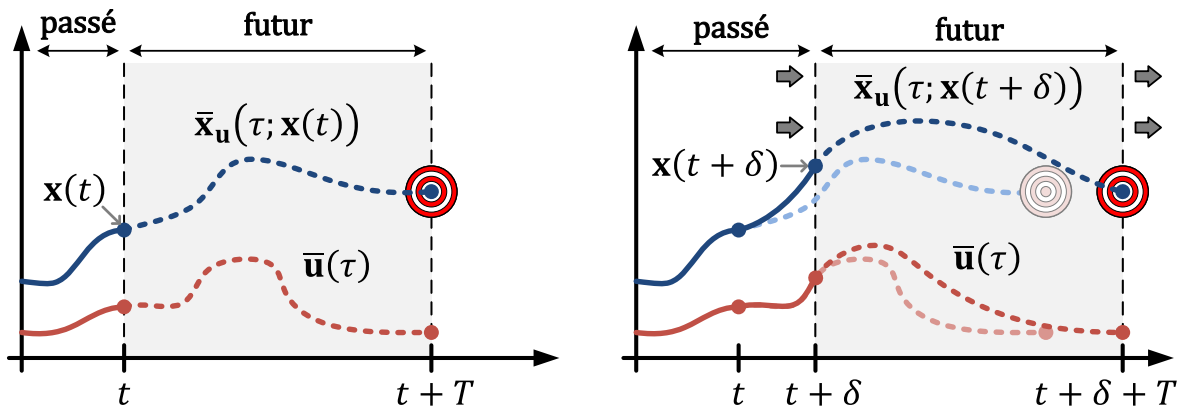 passé futur
x̄ᵤ(τ; x(t))
x(t)
ū(τ)
t t + T
passé futur
x̄ᵤ(τ; x(t + δ))
x(t + δ)
ū(τ)
t t + δ t + δ + T